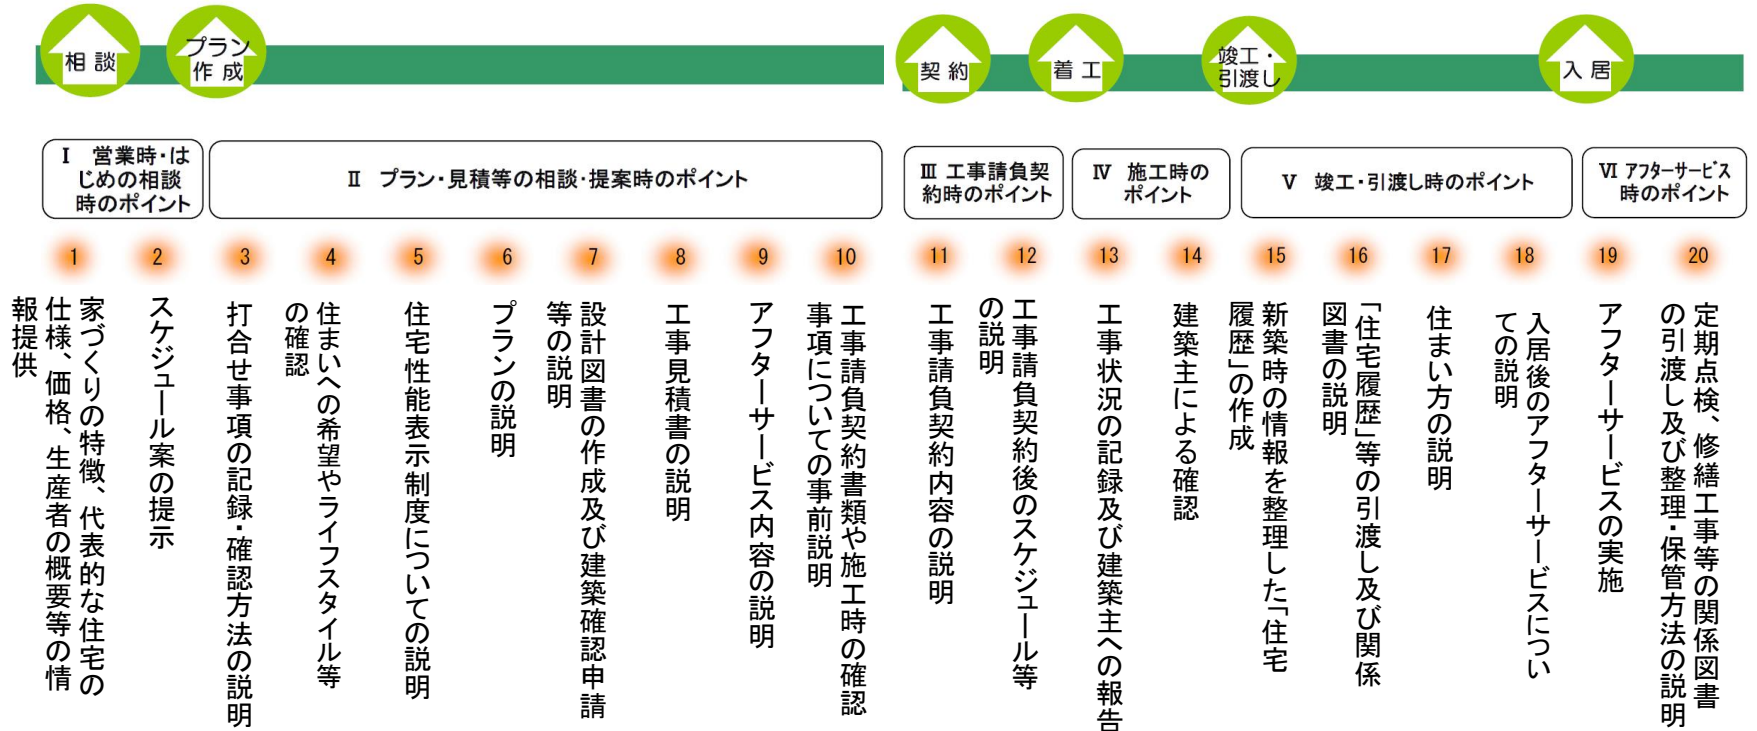 相談
プラン
作成
契約
着工
竣工・
引渡し
入居
Ⅰ 営業時・は
じめの相談
時のポイント
Ⅱ プラン・見積等の相談・提案時のポイント
Ⅲ 工事請負契
約時のポイント
Ⅳ 施工時の
ポイント
Ⅴ 竣工・引渡し時のポイント
Ⅵ アフターサービス
時のポイント
1
家づくりの特徴、代表的な住宅の
仕様、価格、生産者の概要等の情
報提供
2
スケジュール案の提示
3
打合せ事項の記録・確認方法の説明
4
住まいへの希望やライフスタイル等
の確認
5
住宅性能表示制度についての説明
6
プランの説明
7
設計図書の作成及び建築確認申請
等の説明
8
工事見積書の説明
9
アフターサービス内容の説明
10
工事請負契約書類や施工時の確認
事項についての事前説明
11
工事請負契約内容の説明
12
工事請負契約後のスケジュール等
の説明
13
工事状況の記録及び建築主への報告
14
建築主による確認
15
新築時の情報を整理した「住宅
履歴」の作成
16
「住宅履歴」等の引渡し及び関係
図書の説明
17
住まい方の説明
18
入居後のアフターサービスについ
ての説明
19
アフターサービスの実施
20
定期点検、修繕工事等の関係図書
の引渡し及び整理・保管方法の説明